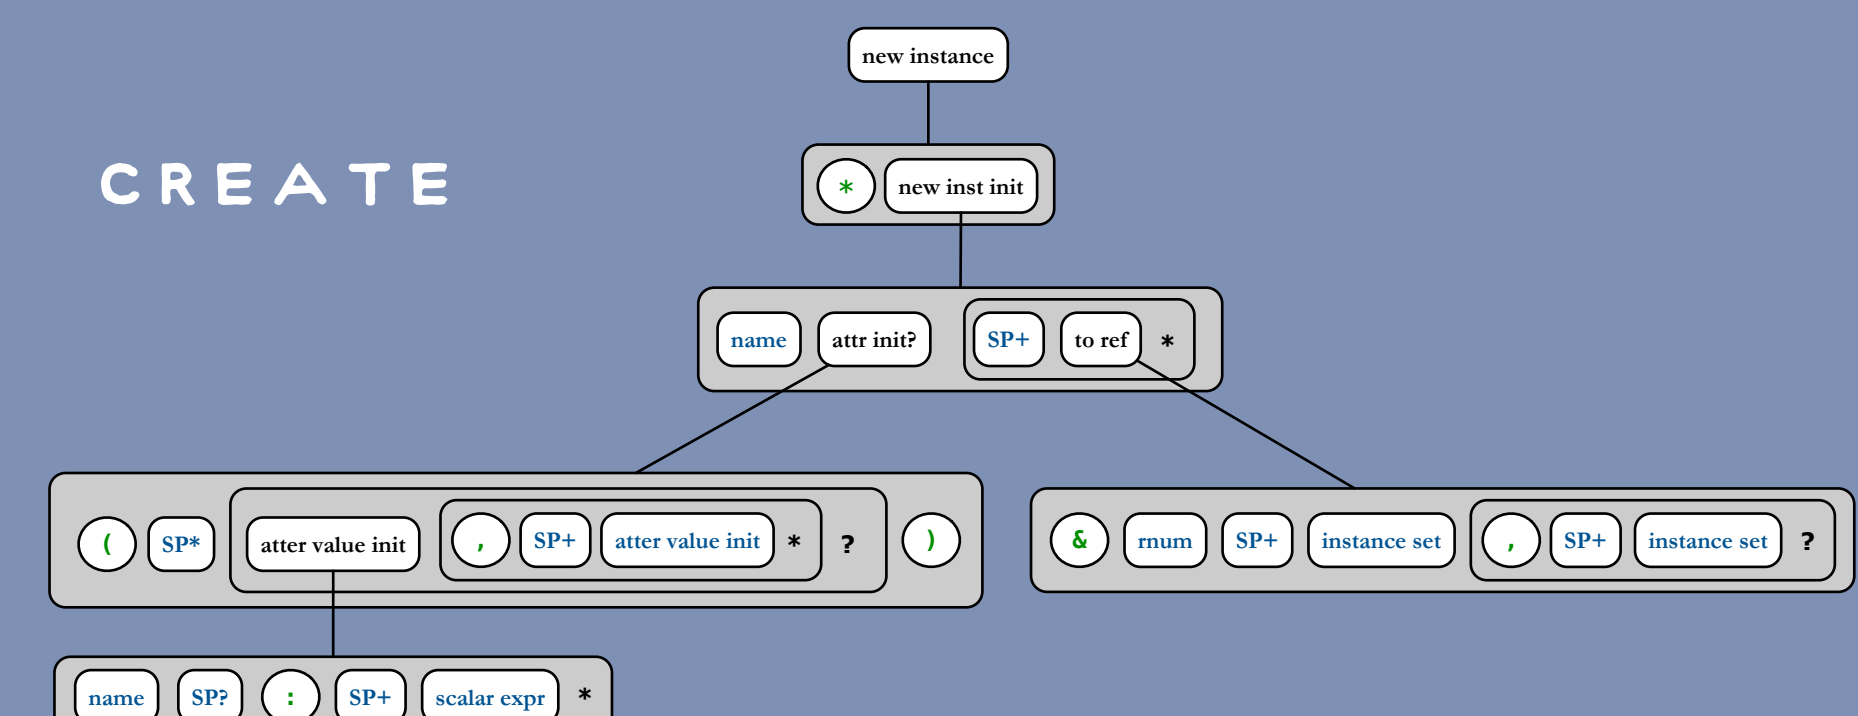 new instance
CREATE
* new inst init
name attr init? SP+ to ref *
( SP* atter value init , SP+ atter value init * ? )
& rnum SP+ instance set , SP+ instance set ?
name SP? : SP+ scalar expr *